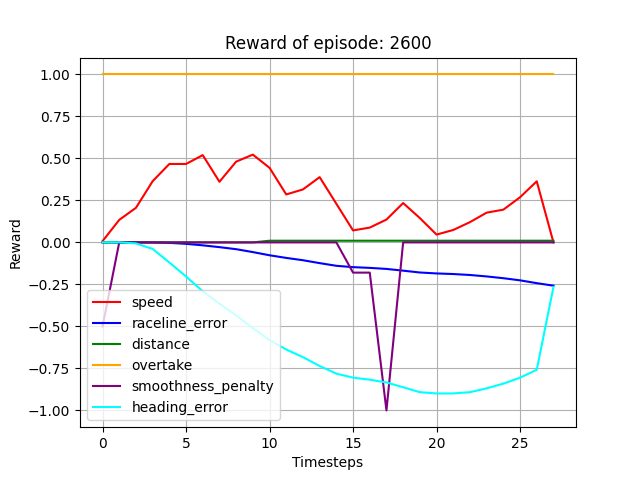 Reward of episode: 2600
Reward
1.00
0.75
0.50
0.25
0.00
−0.25
−0.50
−0.75
−1.00
speed
raceline_error
distance
overtake
smoothness_penalty
heading_error
0 5 10 15 20 25
Timesteps